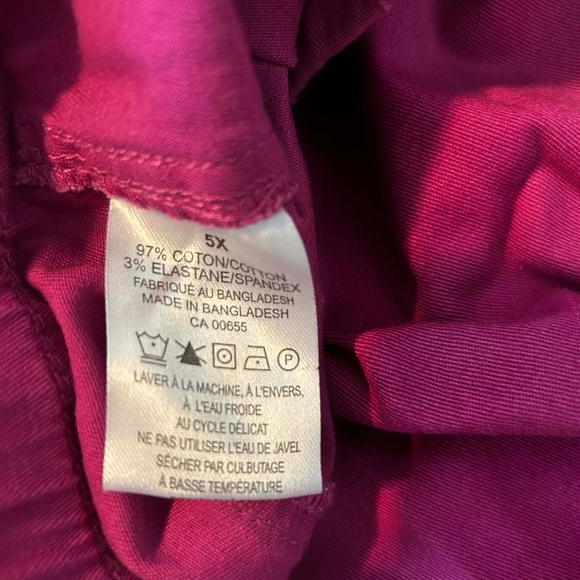 5X
97% COTON/COTTON
3% ELASTANE/SPANDEX
FABRIQUÉ AU BANGLADESH
MADE IN BANGLADESH
CA 00655
P
LAVER À LA MACHINE, À L'ENVERS,
À L'EAU FROIDE
AU CYCLE DÉLICAT
NE PAS UTILISER L'EAU DE JAVEL
SÉCHER PAR CULBUTAGE
À BASSE TEMPÉRATURE